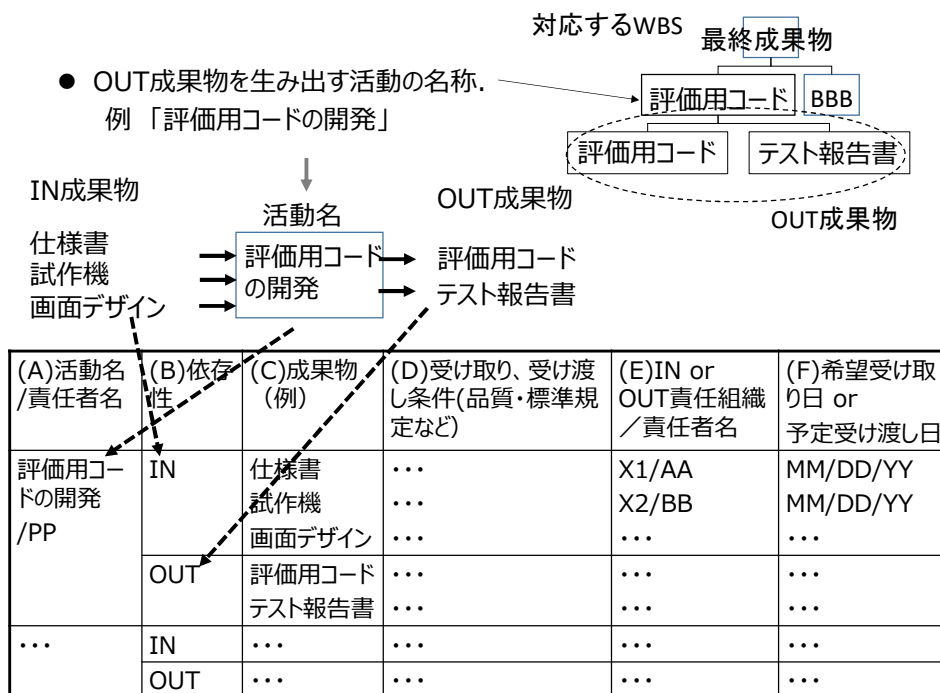 対応するWBS
最終成果物
● OUT成果物を生み出す活動の名称.
例 「評価用コードの開発」
評価用コード
BBB
評価用コード
テスト報告書
OUT成果物
IN成果物
仕様書
試作機
画面デザイン
活動名
評価用コード
の開発
OUT成果物
評価用コード
テスト報告書
(A)活動名
/責任者名
(B)依存
性
(C)成果物
(例)
(D)受け取り、受け渡
し条件(品質・標準規
定など)
(E)IN or
OUT責任組織
／責任者名
(F)希望受け取
り日 or
予定受け渡し日
評価用コー
ドの開発
/PP
IN
仕様書
試作機
画面デザイン
・・・
・・・
・・・
X1/AA
X2/BB
・・・
MM/DD/YY
MM/DD/YY
・・・
OUT
評価用コード
テスト報告書
・・・
・・・
・・・
・・・
・・・
・・・
・・・
IN
・・・
・・・
・・・
・・・
OUT
・・・
・・・
・・・
・・・